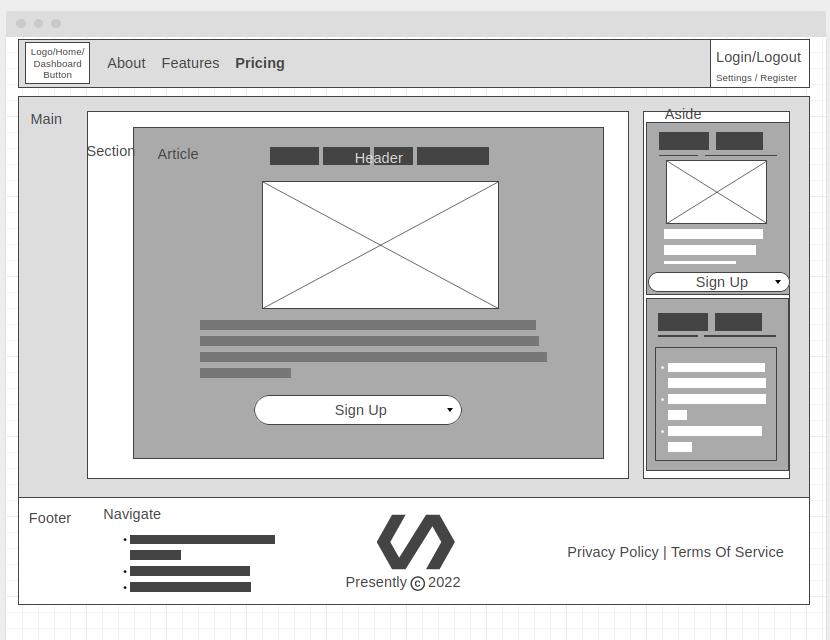 Logo/Home/
Dashboard
Button
About Features Pricing
Login/Logout
Settings / Register
Main
Section
Article
Header
Sign Up
Aside
Sign Up
Footer
Navigate
Presently © 2022
Privacy Policy | Terms Of Service